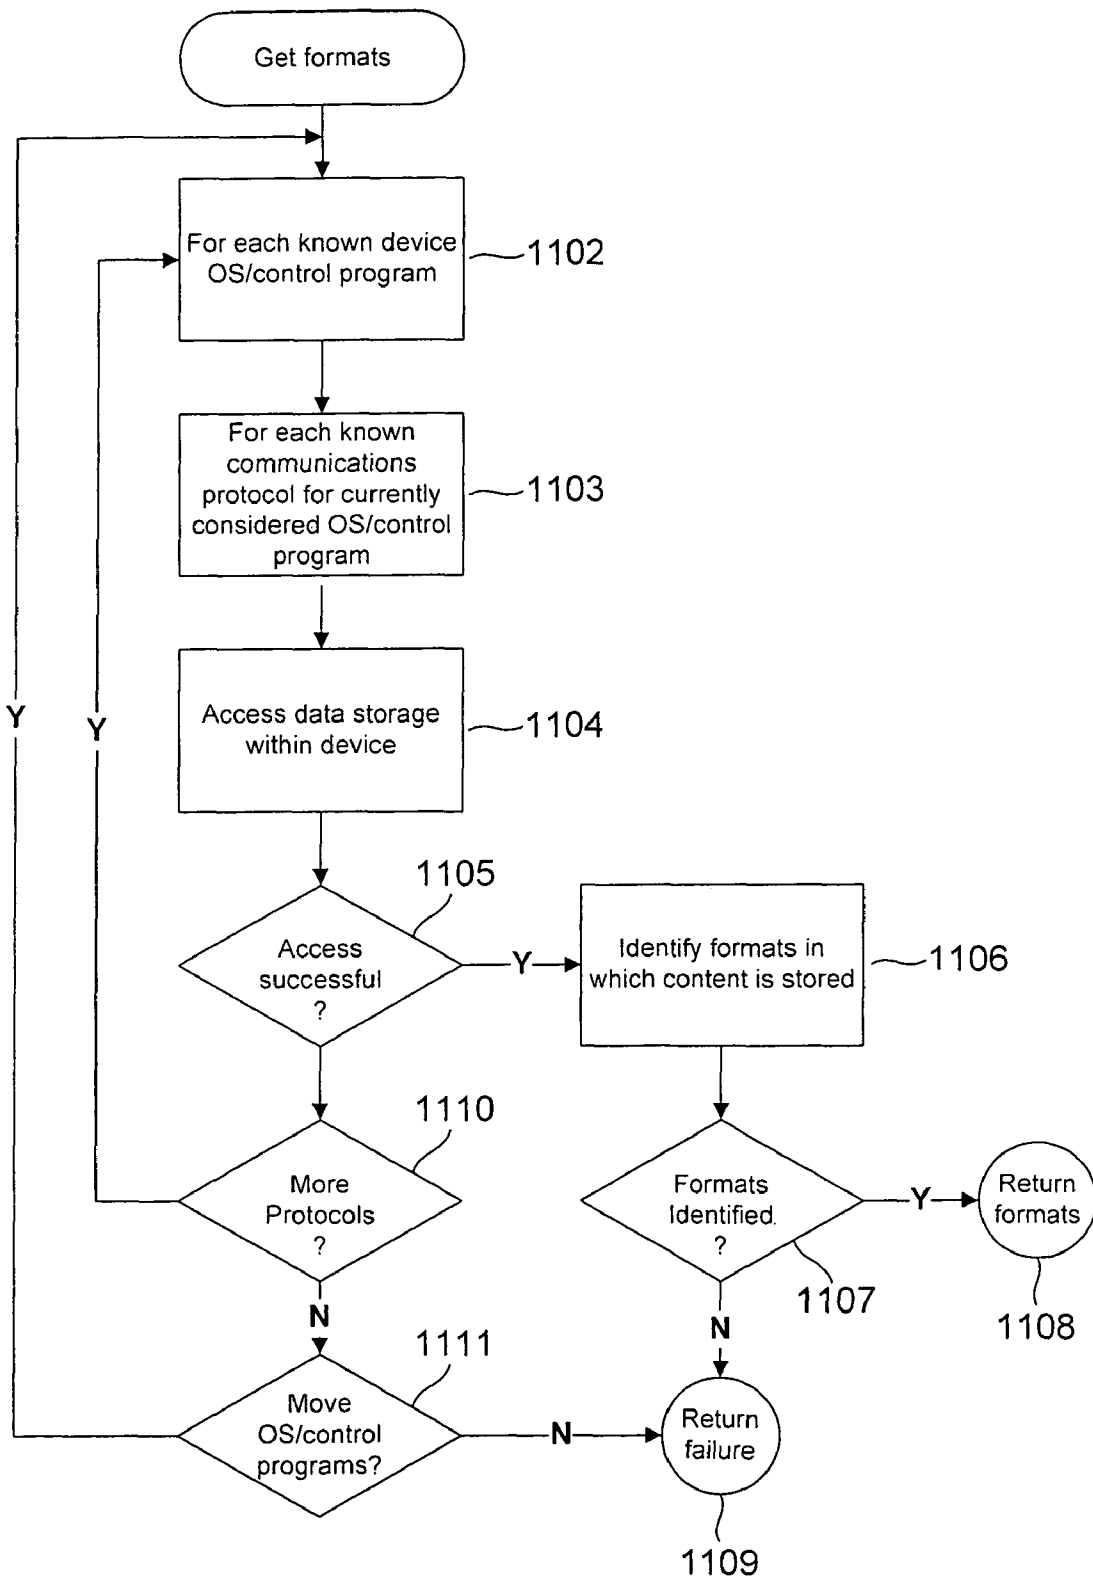 Get formats
For each known device
OS/control program
1102
For each known
communications
protocol for currently
considered OS/control
program
1103
Access data storage
within device
1104
Y
Y
1105
Access
successful
?
Y
Identify formats in
which content is stored
1106
1110
More
Protocols
?
Formats
Identified.
?
Y
Return
formats
1107
1108
N
N
1111
Move
OS/control
programs?
N
Return
failure
1109